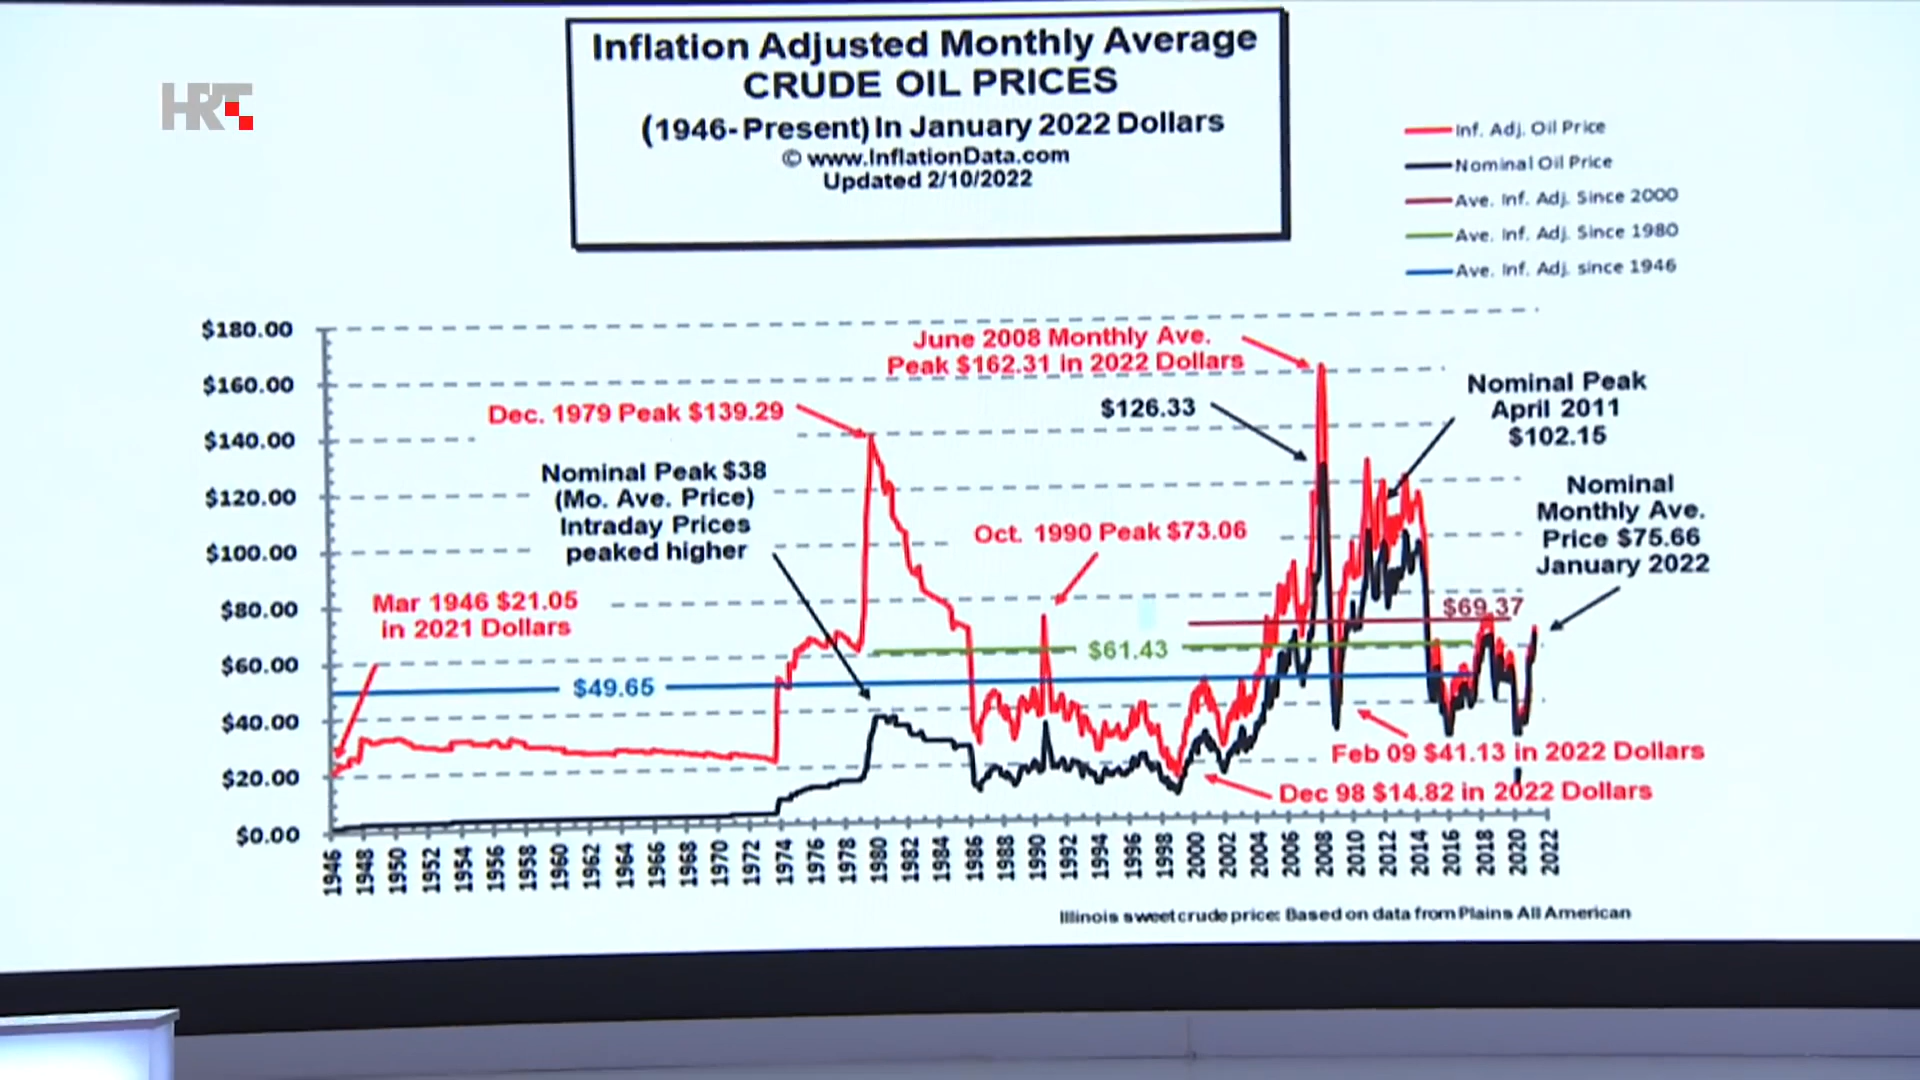 HRT
Inflation Adjusted Monthly Average
CRUDE OIL PRICES
(1946-Present) In January 2022 Dollars
© www.InflationData.com
Updated 2/10/2022
Inf. Adj. Oil Price
Nominal Oil Price
Ave. Inf. Adj. Since 2000
Ave. Inf. Adj. Since 1980
Ave. Inf. Adj. since 1946
$180.00
$160.00
$140.00
$120.00
$100.00
$80.00
$60.00
$40.00
$20.00
$0.00
June 2008 Monthly Ave.
Peak $162.31 in 2022 Dollars
Dec. 1979 Peak $139.29
$126.33
Nominal Peak
April 2011
$102.15
Nominal Peak $38
(Mo. Ave. Price)
Intraday Prices
peaked higher
Oct. 1990 Peak $73.06
Nominal
Monthly Ave.
Price $75.66
January 2022
Mar 1946 $21.05
in 2021 Dollars
$69.37
$61.43
$49.65
Feb 09 $41.13 in 2022 Dollars
Dec 98 $14.82 in 2022 Dollars
1946
1948
1950
1952
1954
1956
1958
1960
1962
1964
1966
1968
1970
1972
1974
1976
1978
1980
1982
1984
1986
1988
1990
1992
1994
1996
1998
2000
2002
2004
2006
2008
2010
2012
2014
2016
2018
2020
2022
Illinois sweet crude price: Based on data from Plains All American